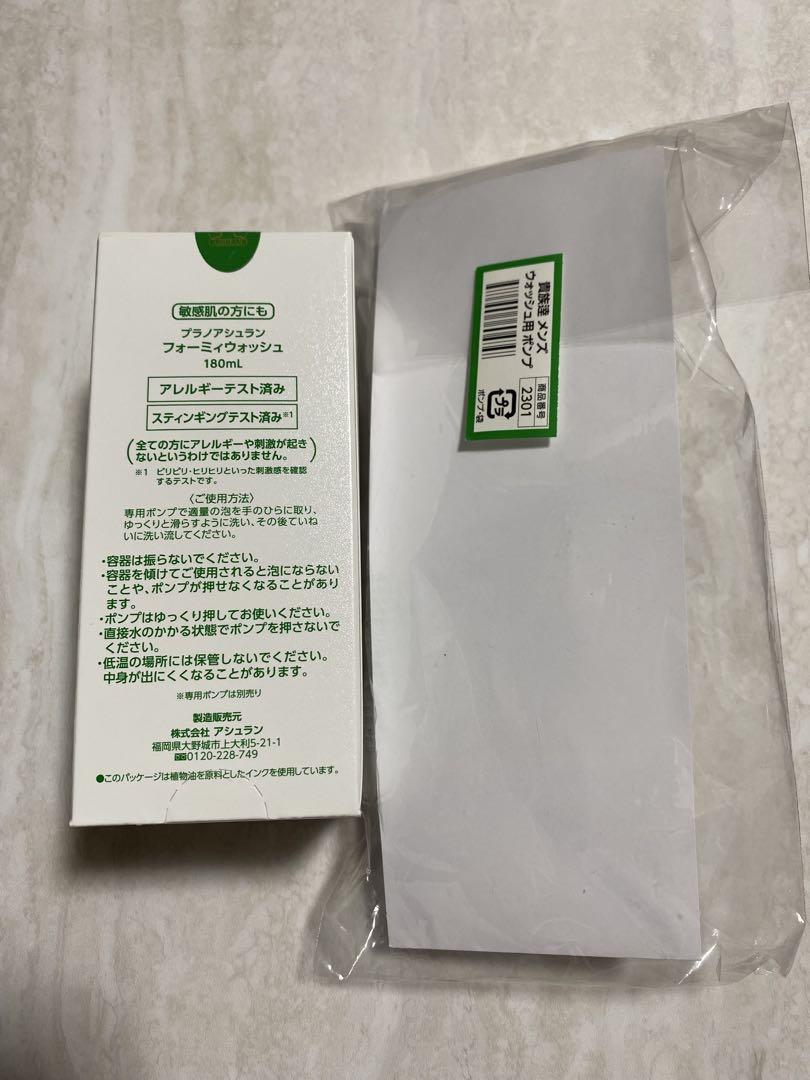 敏感肌の方にも
プラノアシュラン
フォーミィウォッシュ
180mL
アレルギーテスト済み
スティンギングテスト済み※1
(全ての方にアレルギーや刺激が起き
ないというわけではありません。)
※1 ピリピリ・ヒリヒリといった刺激感を確認
するテストです。
〈ご使用方法〉
専用ポンプで適量の泡を手のひらに取り、
ゆっくりと滑らすように洗い、その後ていね
いに洗い流してください。
・容器は振らないでください。
・容器を傾けてご使用されると泡にならない
ことや、ポンプが押せなくなることがあり
ます。
・ポンプはゆっくり押してお使いください。
・直接水のかかる状態でポンプを押さないで
ください。
・低温の場所には保管しないでください。
中身が出にくくなることがあります。
※専用ポンプは別売り
製造販売元
株式会社 アシュラン
福岡県大野城市上大利5-21-1
0120-228-749
●このパッケージは植物油を原料としたインクを使用しています。
貴族達 メンズ
ウォッシュ用 ポンプ
商品番号
2301
プラ
ポンプ・袋